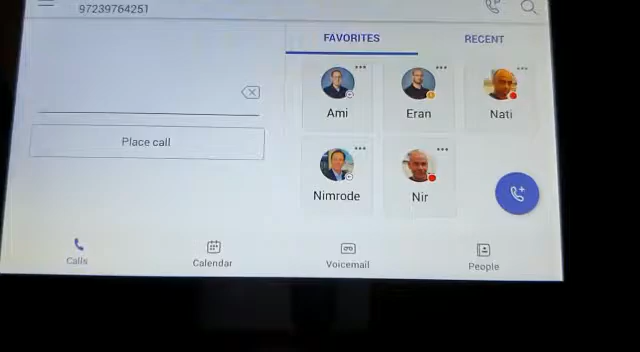 97239764251
FAVORITES
RECENT
Ami
Eran
Nati
Place call
Nimrode
Nir
Calls
Calendar
Voicemail
People